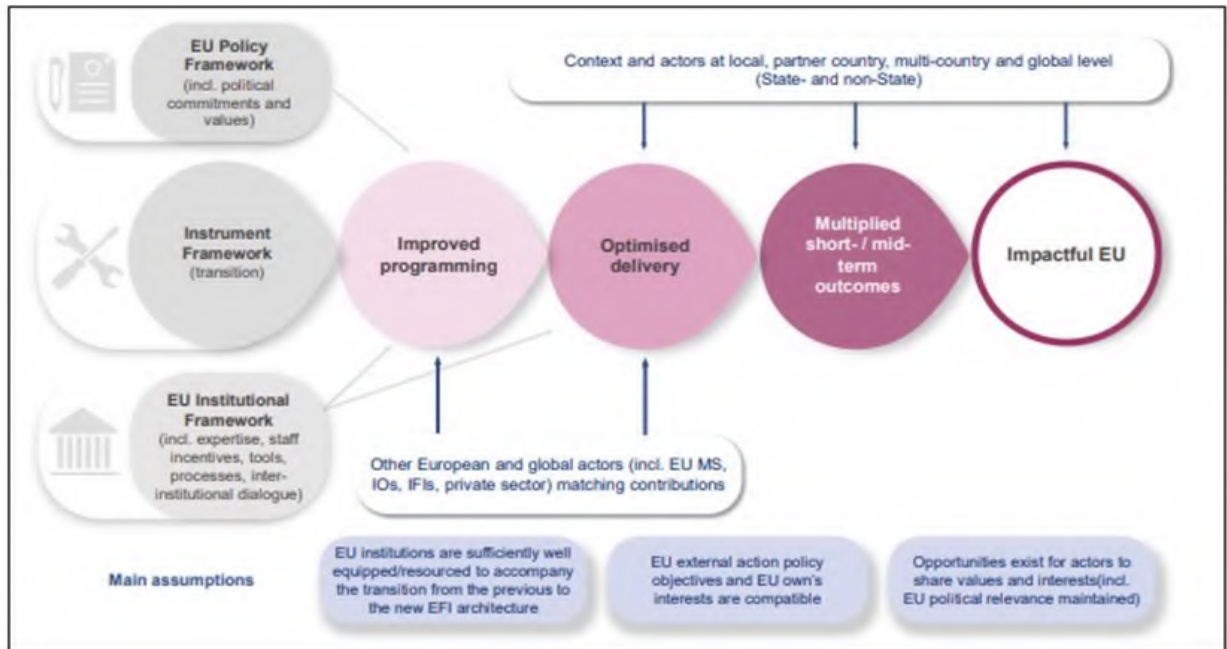 EU Policy
Framework
(incl. political
commitments and
values)
Context and actors at local, partner country, multi-country and global level
(State- and non-State)
Instrument
Framework
(transition)
Improved
programming
Optimised
delivery
Multiplied
short- / mid-
term
outcomes
Impactful EU
EU Institutional
Framework
(incl. expertise, staff
incentives, tools,
processes, inter-
institutional dialogue)
Other European and global actors (incl. EU MS,
IOs, IFIs, private sector) matching contributions
Main assumptions
EU institutions are sufficiently well
equipped/resourced to accompany
the transition from the previous to
the new EFI architecture
EU external action policy
objectives and EU own's
interests are compatible
Opportunities exist for actors to
share values and interests(incl.
EU political relevance maintained)